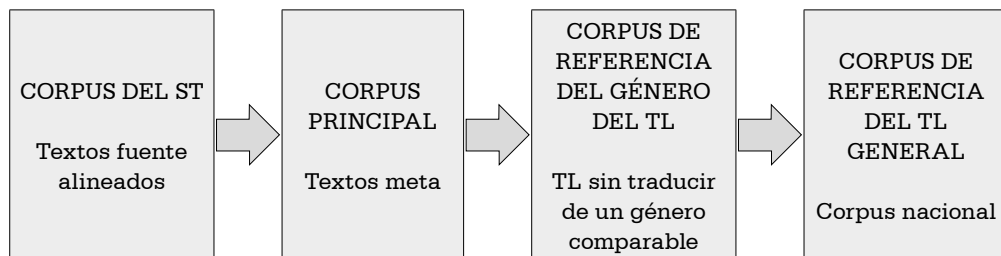 CORPUS DEL ST
Textos fuente
alineados
CORPUS
PRINCIPAL
Textos meta
CORPUS DE
REFERENCIA
DEL GÉNERO
DEL TL
TL sin traducir
de un género
comparable
CORPUS DE
REFERENCIA
DEL TL
GENERAL
Corpus nacional